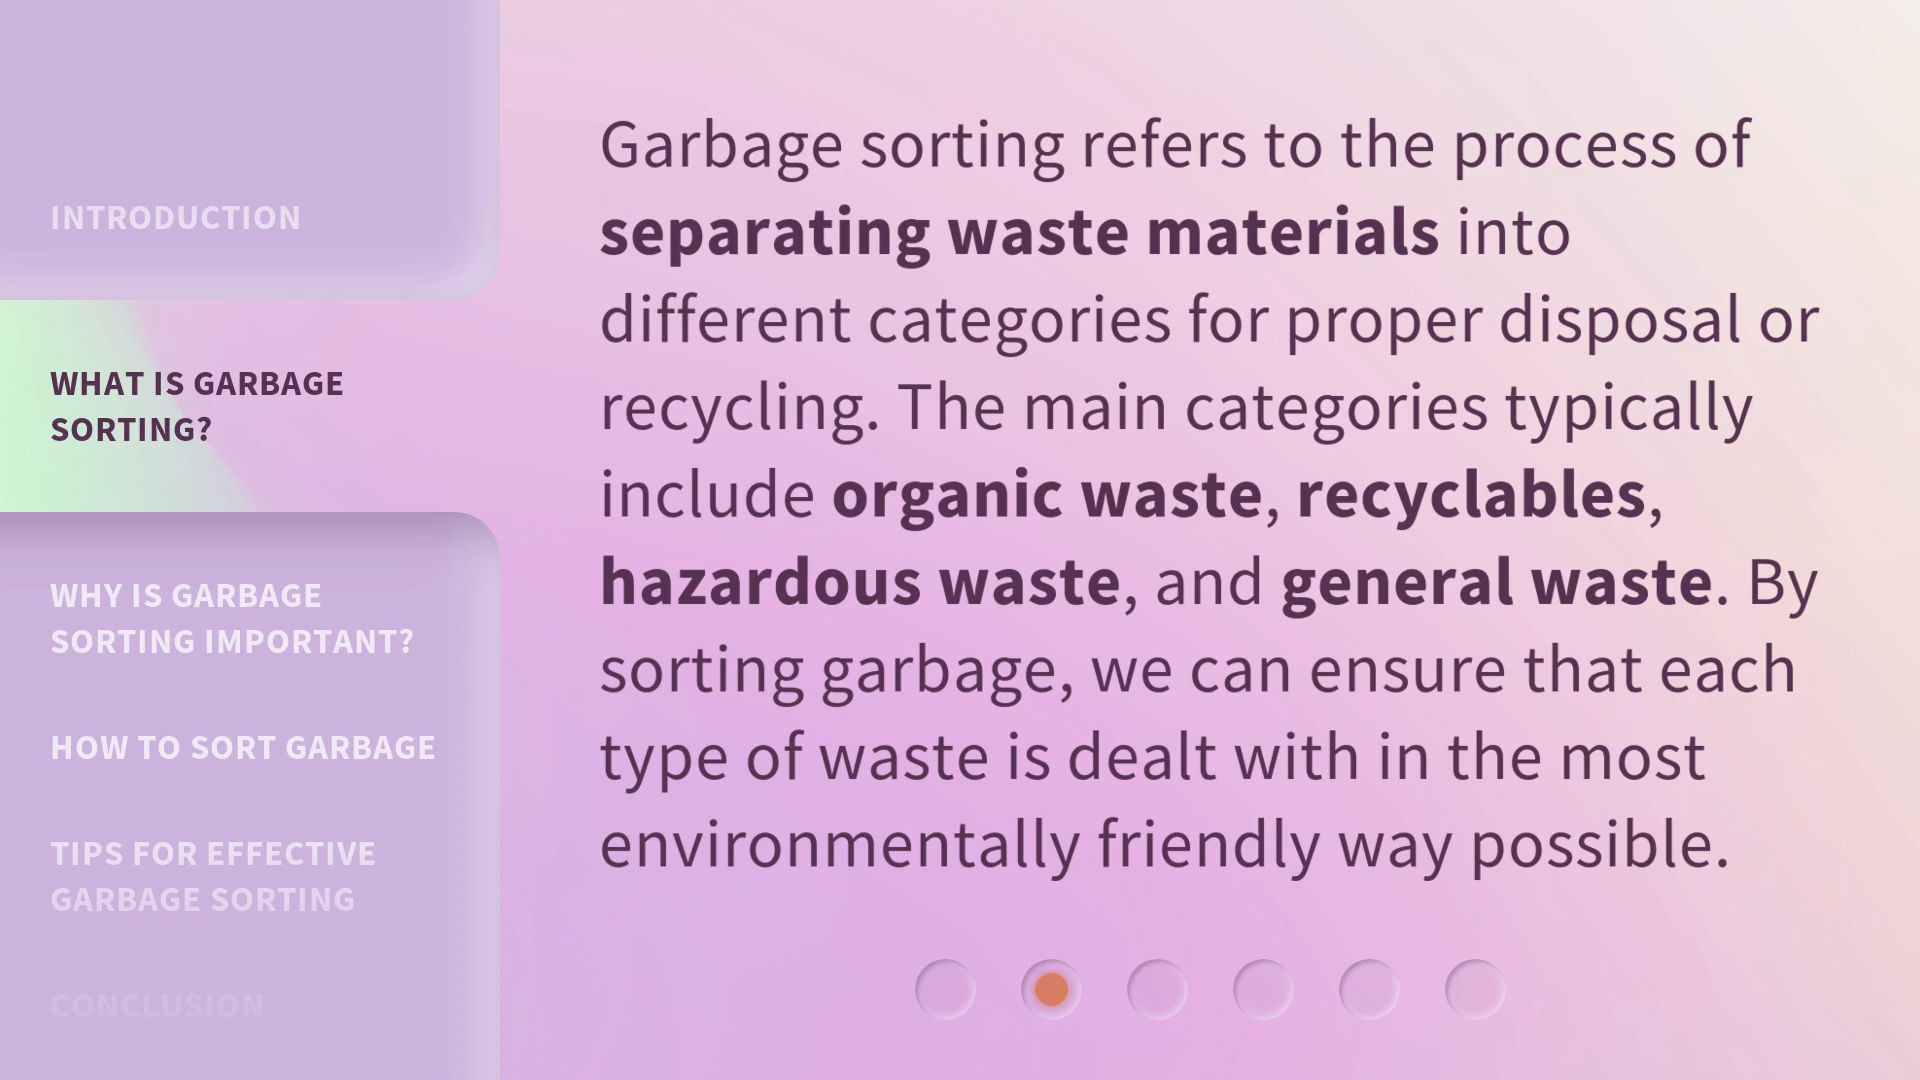 INTRODUCTION
WHAT IS GARBAGE
SORTING?
WHY IS GARBAGE
SORTING IMPORTANT?
HOW TO SORT GARBAGE
TIPS FOR EFFECTIVE
GARBAGE SORTING
CONCLUSION
Garbage sorting refers to the process of
separating waste materials into
different categories for proper disposal or
recycling. The main categories typically
include organic waste, recyclables,
hazardous waste, and general waste. By
sorting garbage, we can ensure that each
type of waste is dealt with in the most
environmentally friendly way possible.